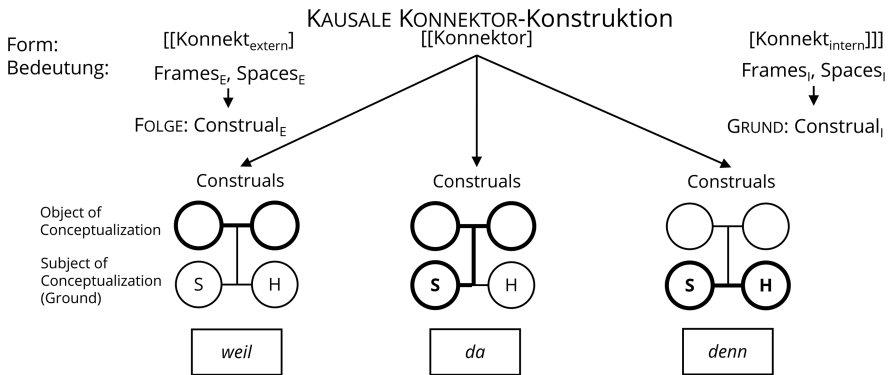 KAUSALE KONNEKTOR-Konstruktion
Form: [[Konnekt_extern] [[Konnektor] [Konnekt_intern]]]
Bedeutung: Frames_E, Spaces_E Frames_I, Spaces_I
FOLGE: Construal_E GRUND: Construal_I
Construals Construals Construals
Object of
Conceptualization
Subject of
Conceptualization
(Ground)
S H S H S H
weil da denn